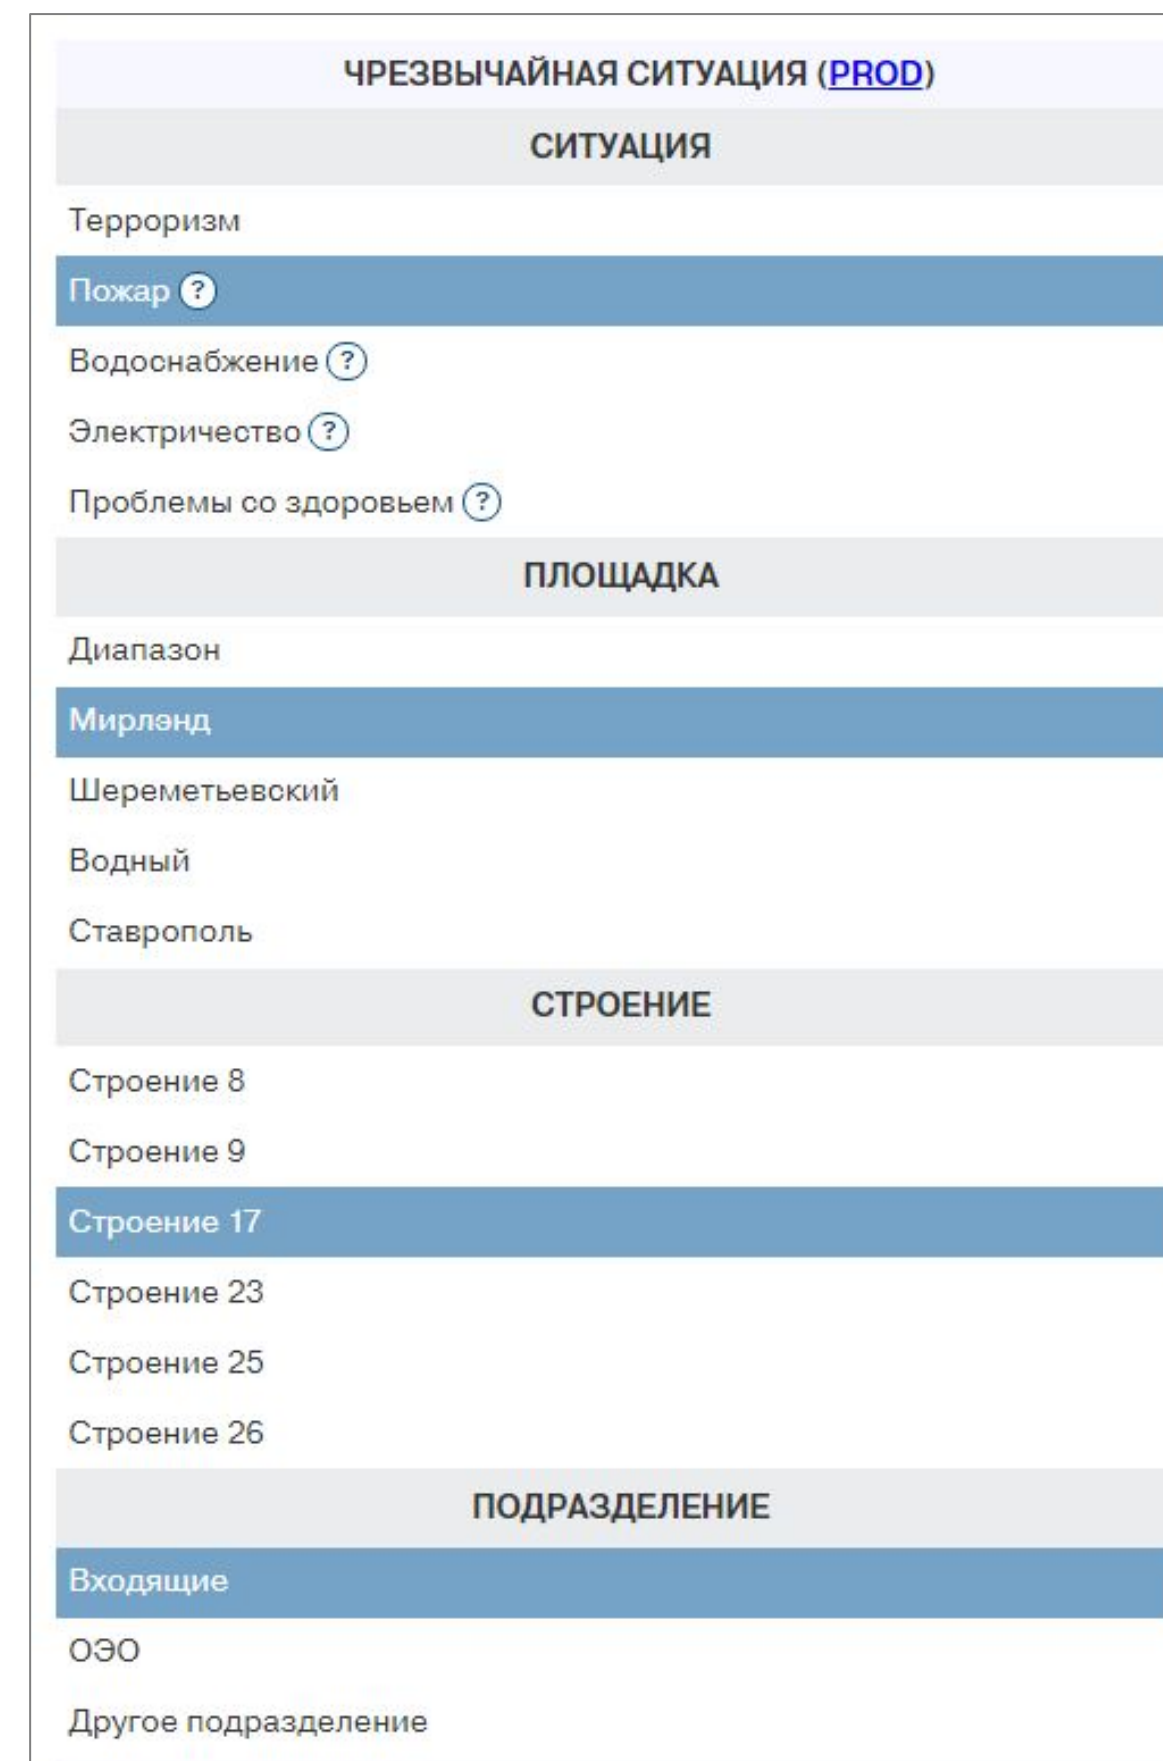 ЧРЕЗВЫЧАЙНАЯ СИТУАЦИЯ (PROD)
СИТУАЦИЯ
Терроризм
Пожар ?
Водоснабжение ?
Электричество ?
Проблемы со здоровьем ?
ПЛОЩАДКА
Диапазон
Мирлэнд
Шереметьевский
Водный
Ставрополь
СТРОЕНИЕ
Строение 8
Строение 9
Строение 17
Строение 23
Строение 25
Строение 26
ПОДРАЗДЕЛЕНИЕ
Входящие
ОЭО
Другое подразделение